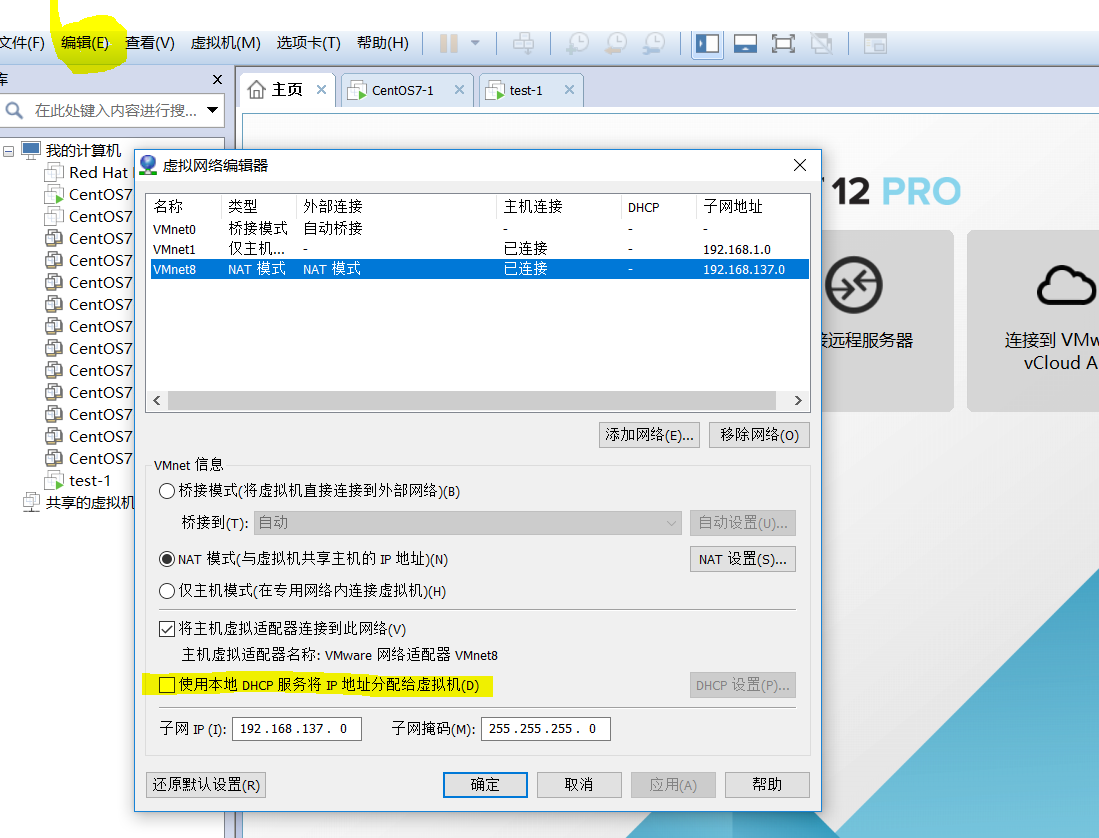 文件(F) 编辑(E) 查看(V) 虚拟机(M) 选项卡(T) 帮助(H)
库
在此处键入内容进行搜...
主页 CentOS7-1 test-1
我的计算机
Red Hat
CentOS7
CentOS7
CentOS7
CentOS7
CentOS7
CentOS7
CentOS7
CentOS7
CentOS7
CentOS7
CentOS7
CentOS7
CentOS7
test-1
共享的虚拟机
12 PRO
远程服务器
连接到 VMw
vCloud A
虚拟网络编辑器
名称 类型 外部连接 主机连接 DHCP 子网地址
VMnet0 桥接模式 自动桥接 - - -
VMnet1 仅主机... - 已连接 - 192.168.1.0
VMnet8 NAT 模式 NAT 模式 已连接 - 192.168.137.0
添加网络(E)... 移除网络(O)
VMnet 信息
桥接模式(将虚拟机直接连接到外部网络)(B)
桥接到(T): 自动 自动设置(U)...
NAT 模式(与虚拟机共享主机的 IP 地址)(N) NAT 设置(S)...
仅主机模式(在专用网络内连接虚拟机)(H)
将主机虚拟适配器连接到此网络(V)
主机虚拟适配器名称: VMware 网络适配器 VMnet8
使用本地 DHCP 服务将 IP 地址分配给虚拟机(D) DHCP 设置(P)...
子网 IP (I): 192.168.137. 0 子网掩码(M): 255.255.255. 0
还原默认设置(R) 确定 取消 应用(A) 帮助